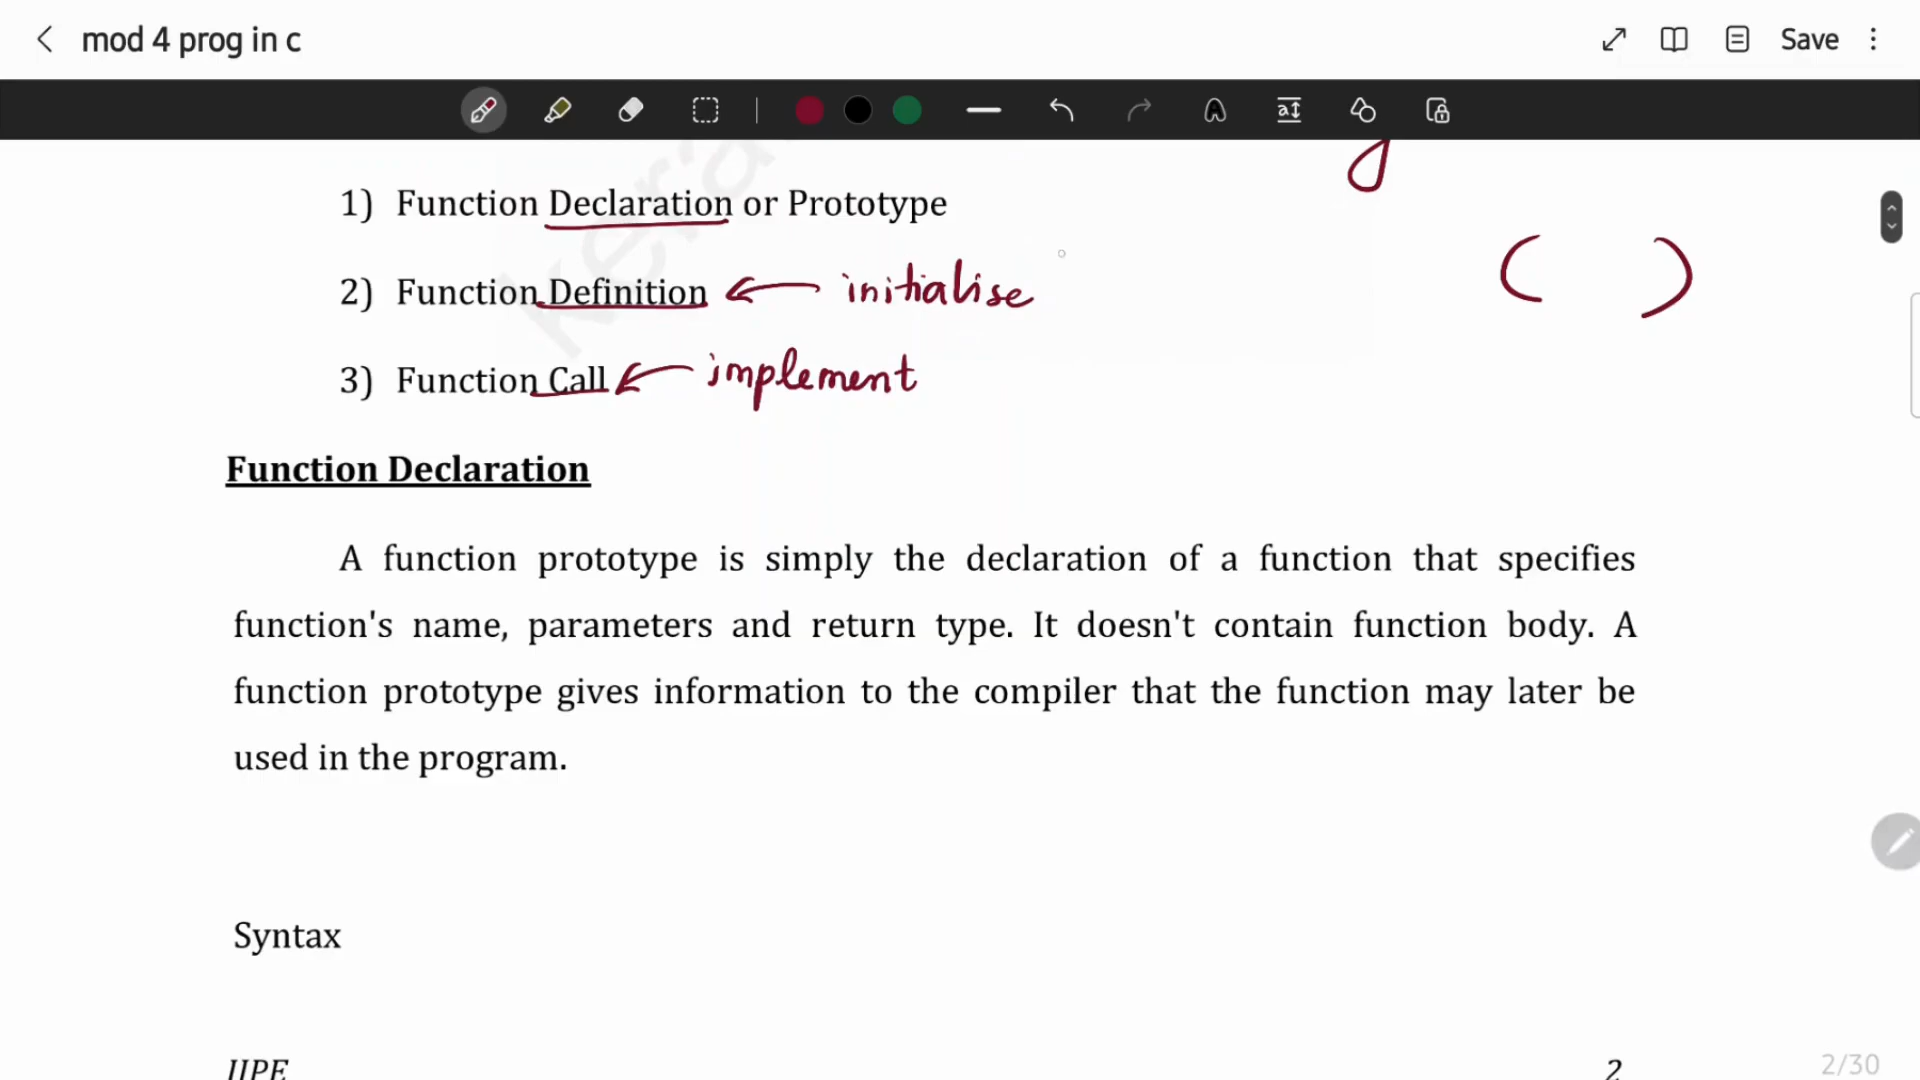 mod 4 prog in c
Save
1) Function Declaration or Prototype
2) Function Definition ← initialise
( )
3) Function Call ← implement
Function Declaration
A function prototype is simply the declaration of a function that specifies
function's name, parameters and return type. It doesn't contain function body. A
function prototype gives information to the compiler that the function may later be
used in the program.
Syntax
IIPE
2
2/30